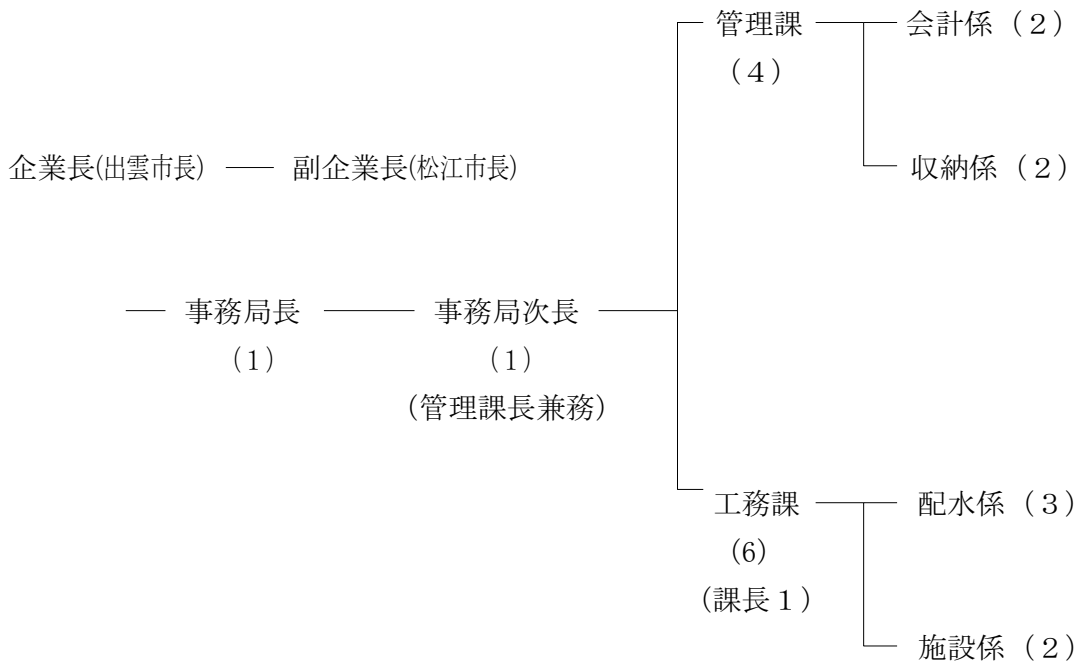 管理課 会計係（２）
（４）
企業長(出雲市長) 副企業長(松江市長) 収納係（２）
事務局長 事務局次長
（1） （1）
（管理課長兼務）
工務課 配水係（３）
（6）
（課長１）
施設係（２）